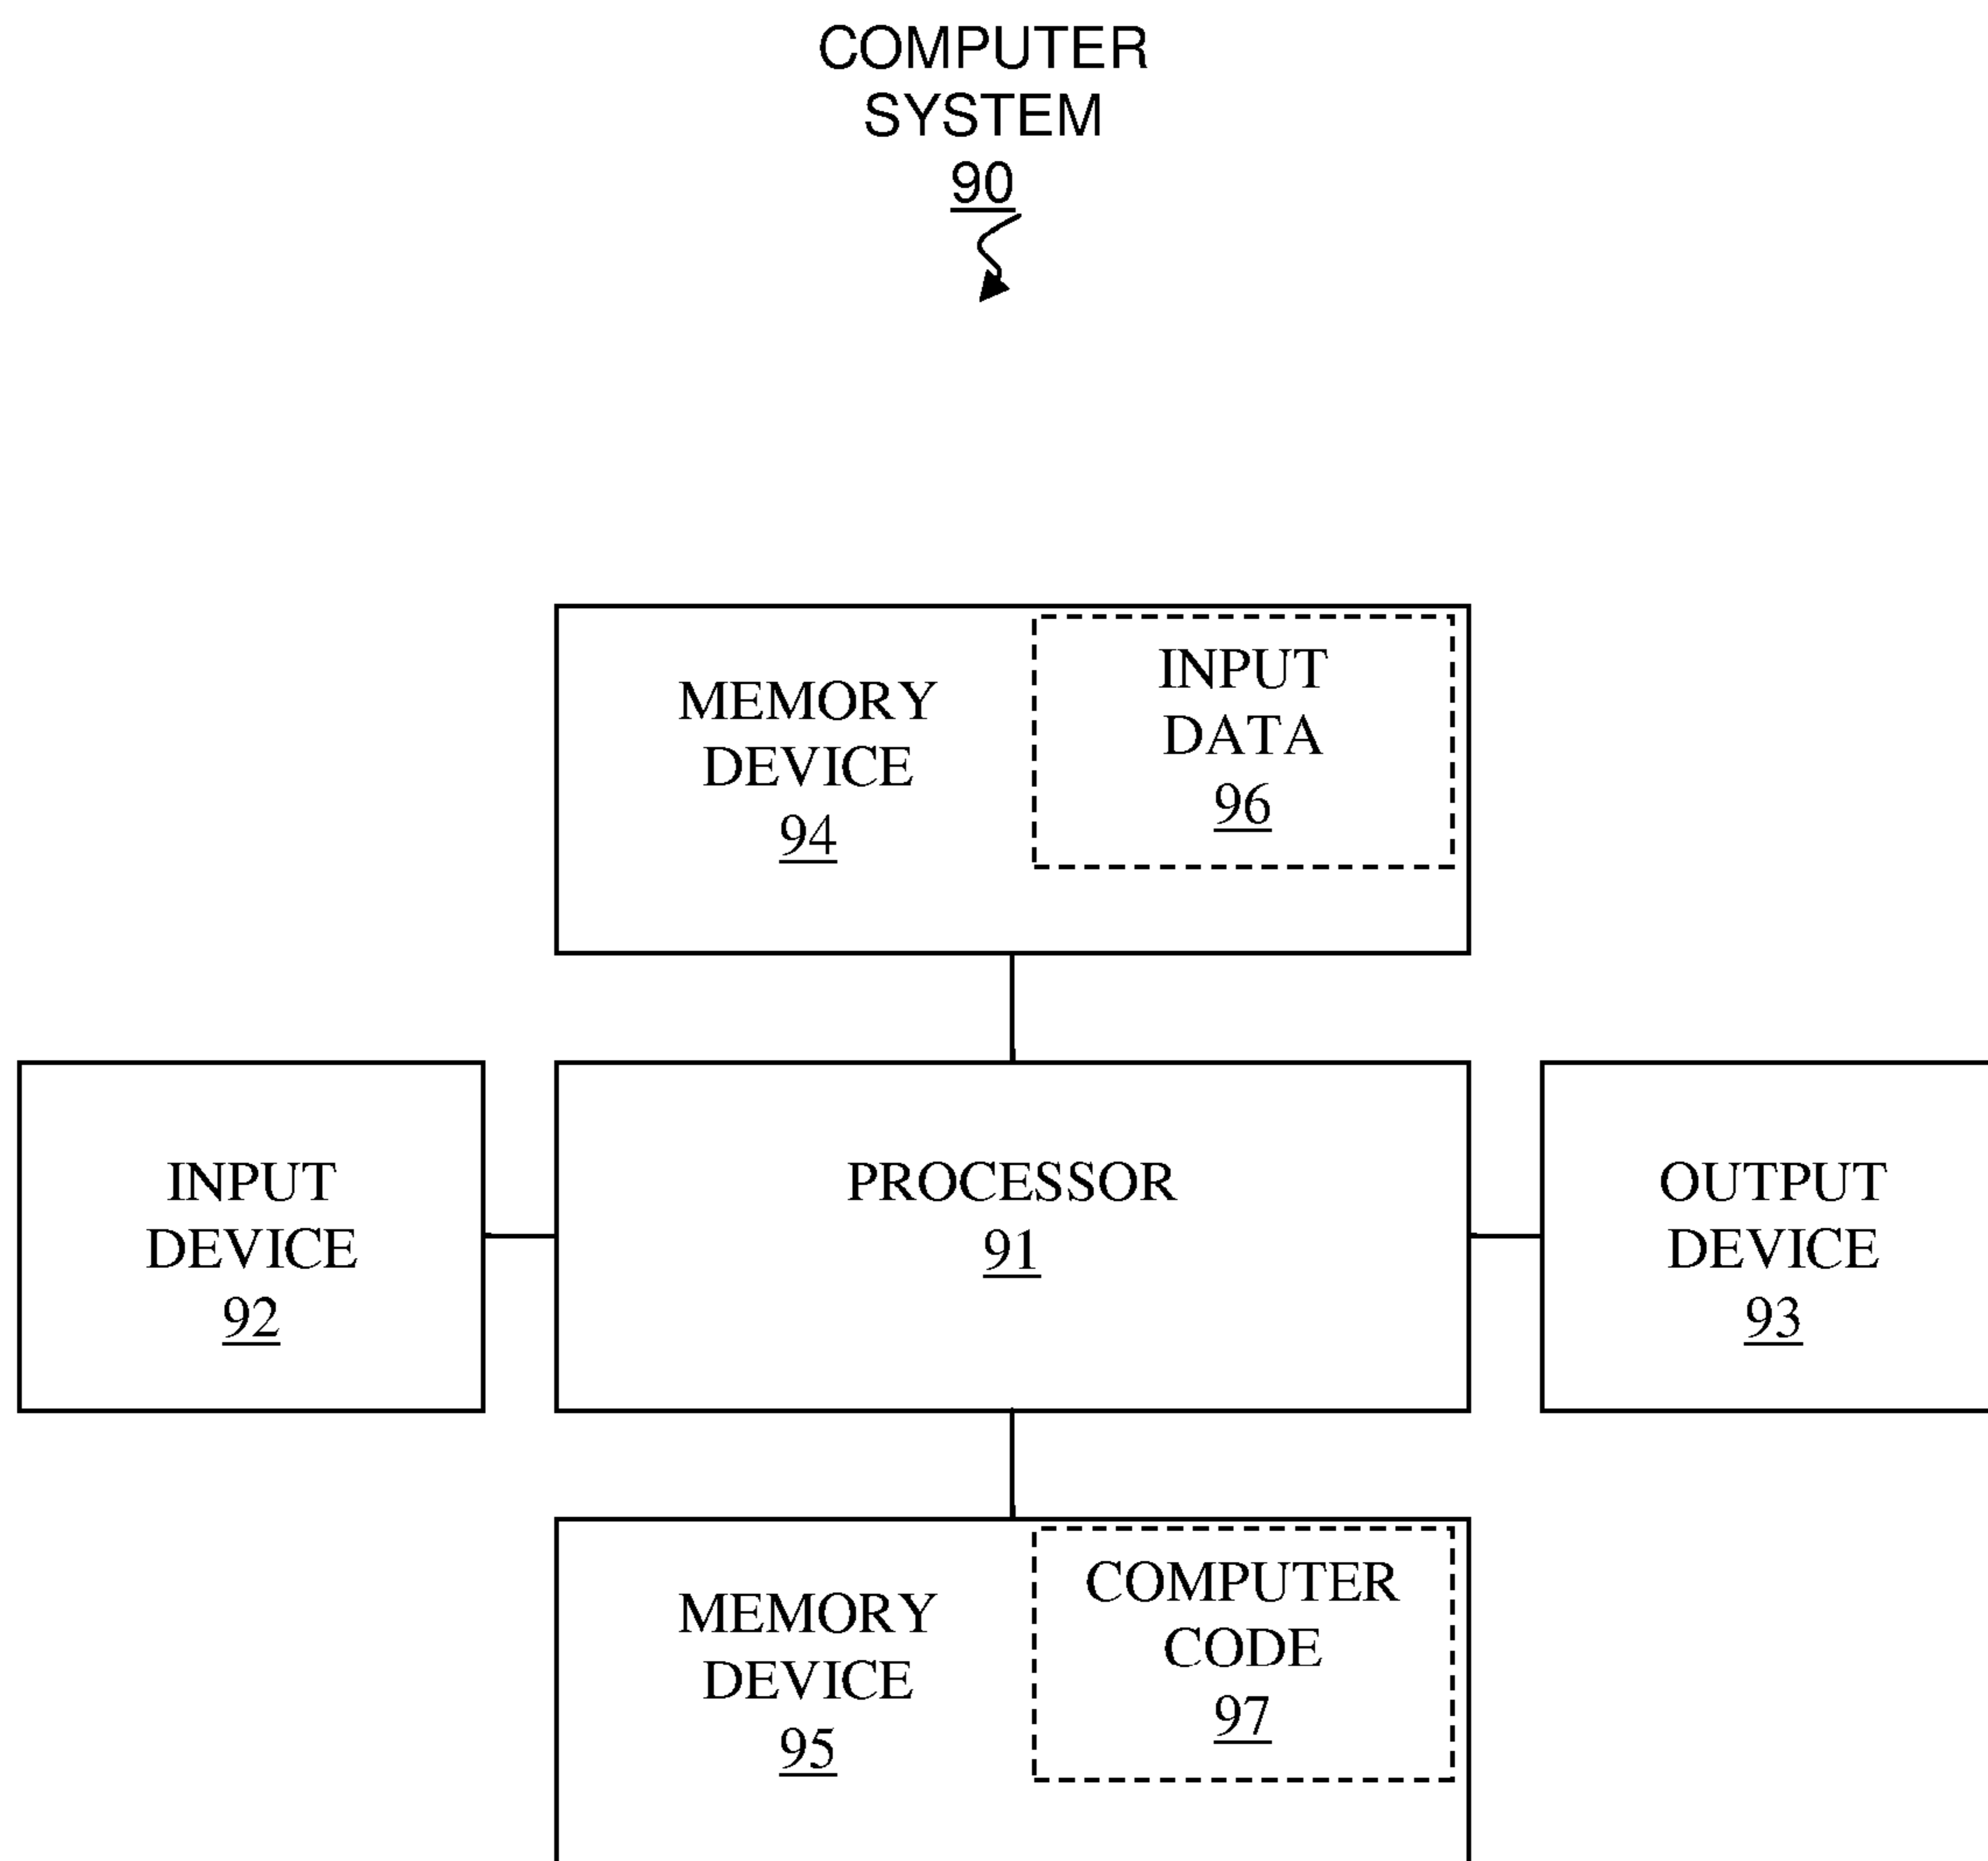 COMPUTER
SYSTEM
90
MEMORY
DEVICE
94
INPUT
DATA
96
INPUT
DEVICE
92
PROCESSOR
91
OUTPUT
DEVICE
93
MEMORY
DEVICE
95
COMPUTER
CODE
97